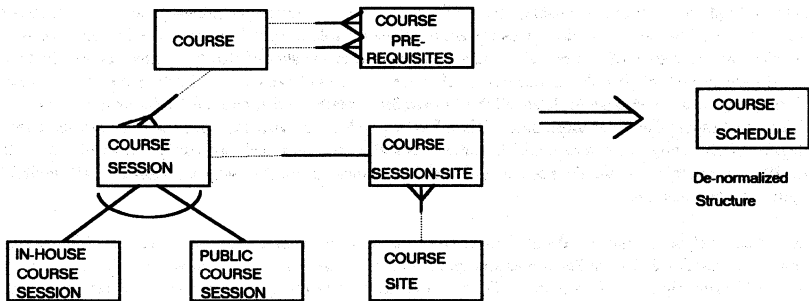 COURSE
COURSE
PRE-
REQUISITES
COURSE
SESSION
COURSE
SESSION-SITE
COURSE
SCHEDULE
De-normalized
Structure
IN-HOUSE
COURSE
SESSION
PUBLIC
COURSE
SESSION
COURSE
SITE